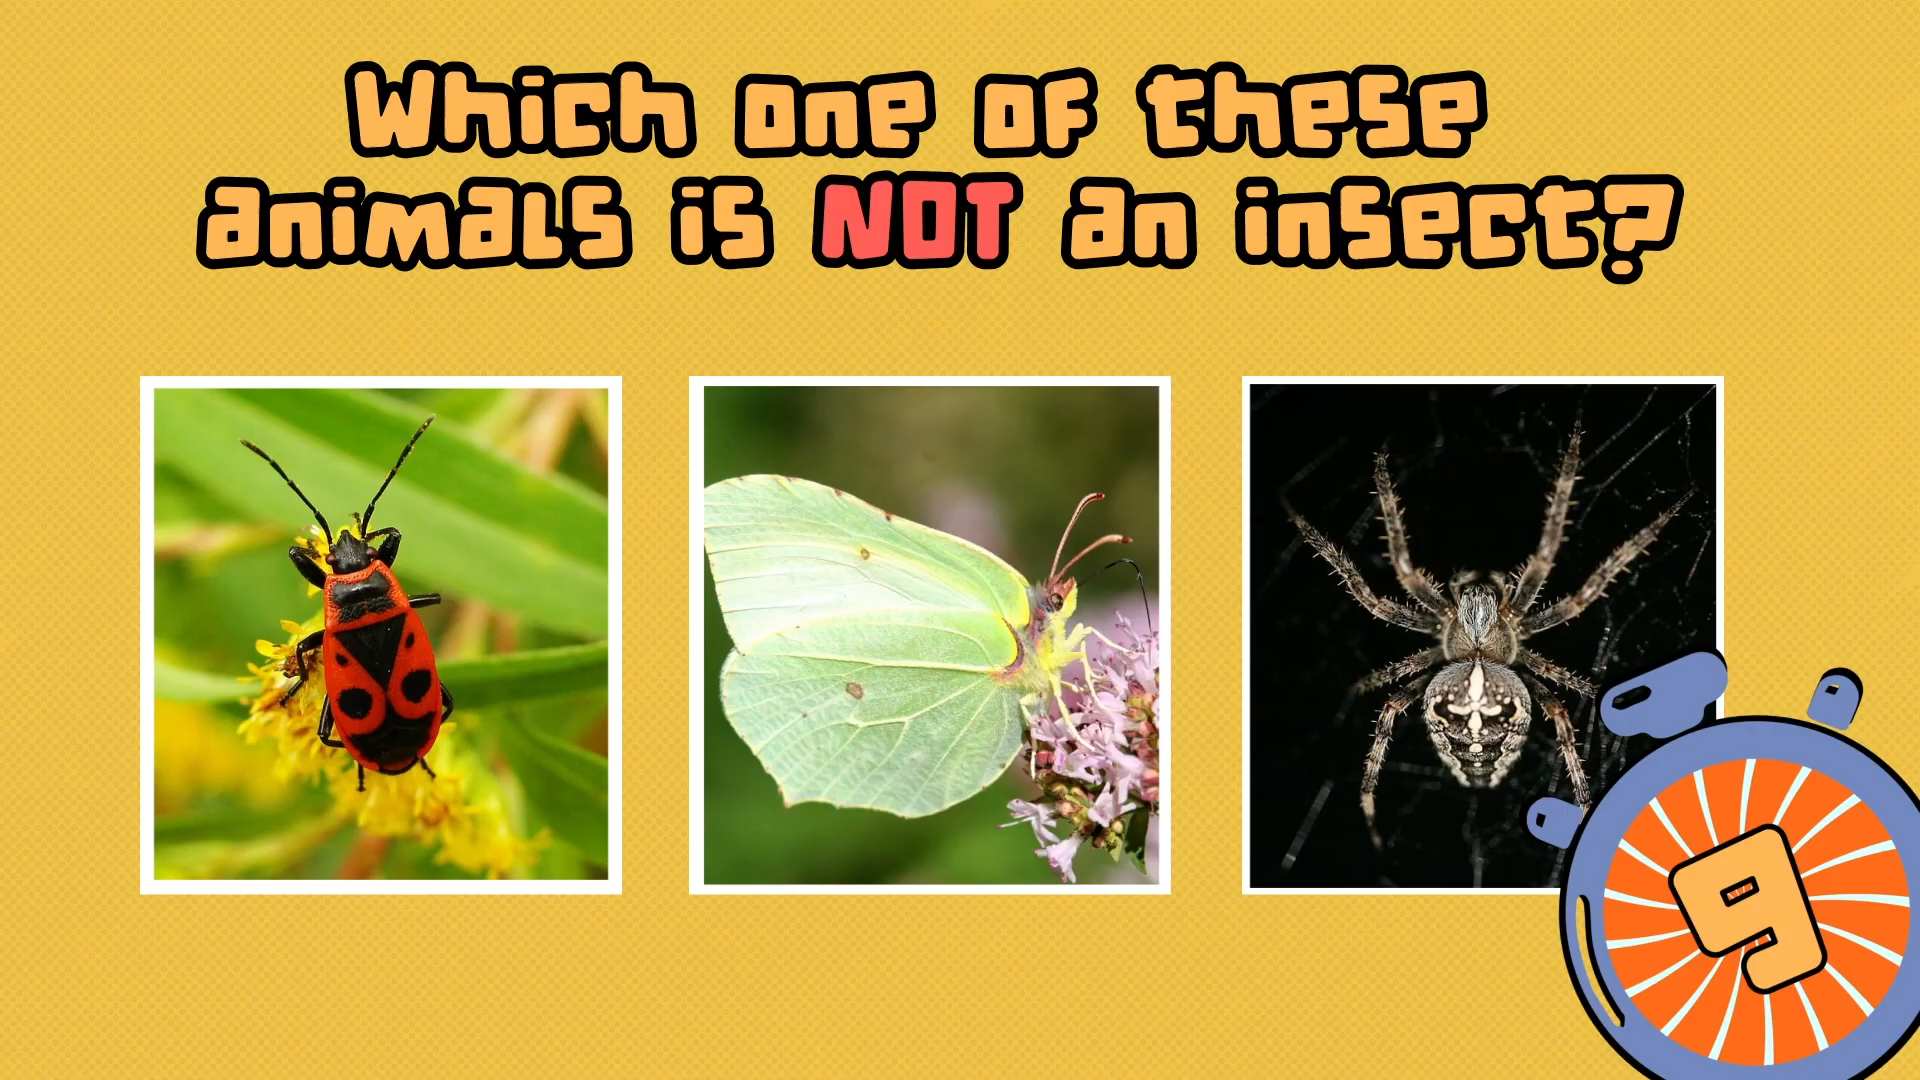 Which one of these
animals is NOT an insect?
9